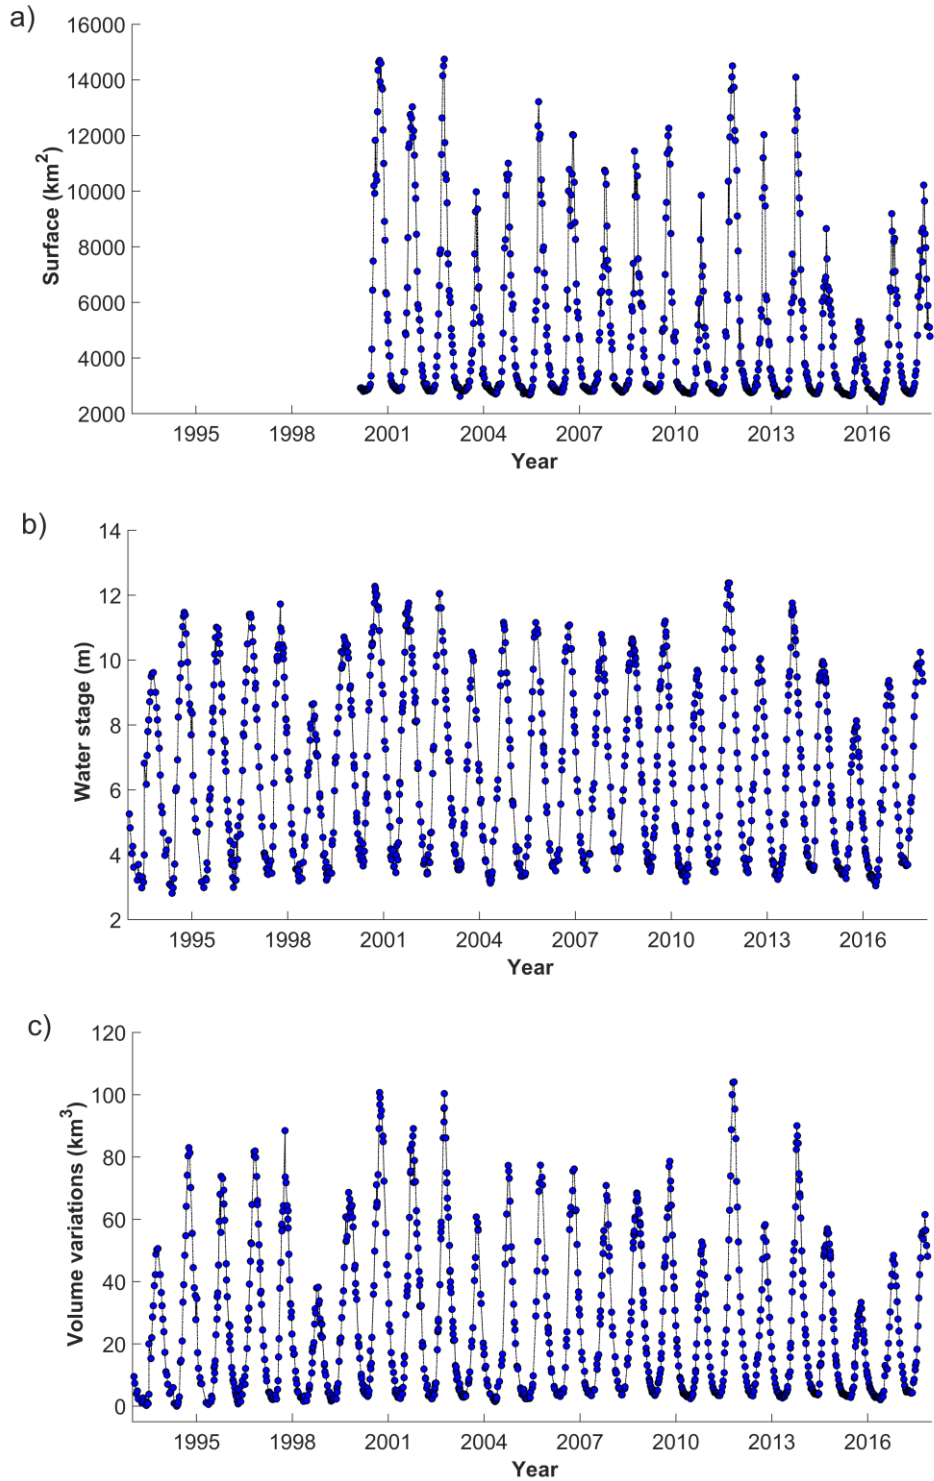 a)
16000
14000
12000
10000
8000
6000
4000
2000
Surface (km²)
1995 1998 2001 2004 2007 2010 2013 2016
Year
b)
14
12
10
8
6
4
2
Water stage (m)
1995 1998 2001 2004 2007 2010 2013 2016
Year
c)
120
100
80
60
40
20
0
Volume variations (km³)
1995 1998 2001 2004 2007 2010 2013 2016
Year